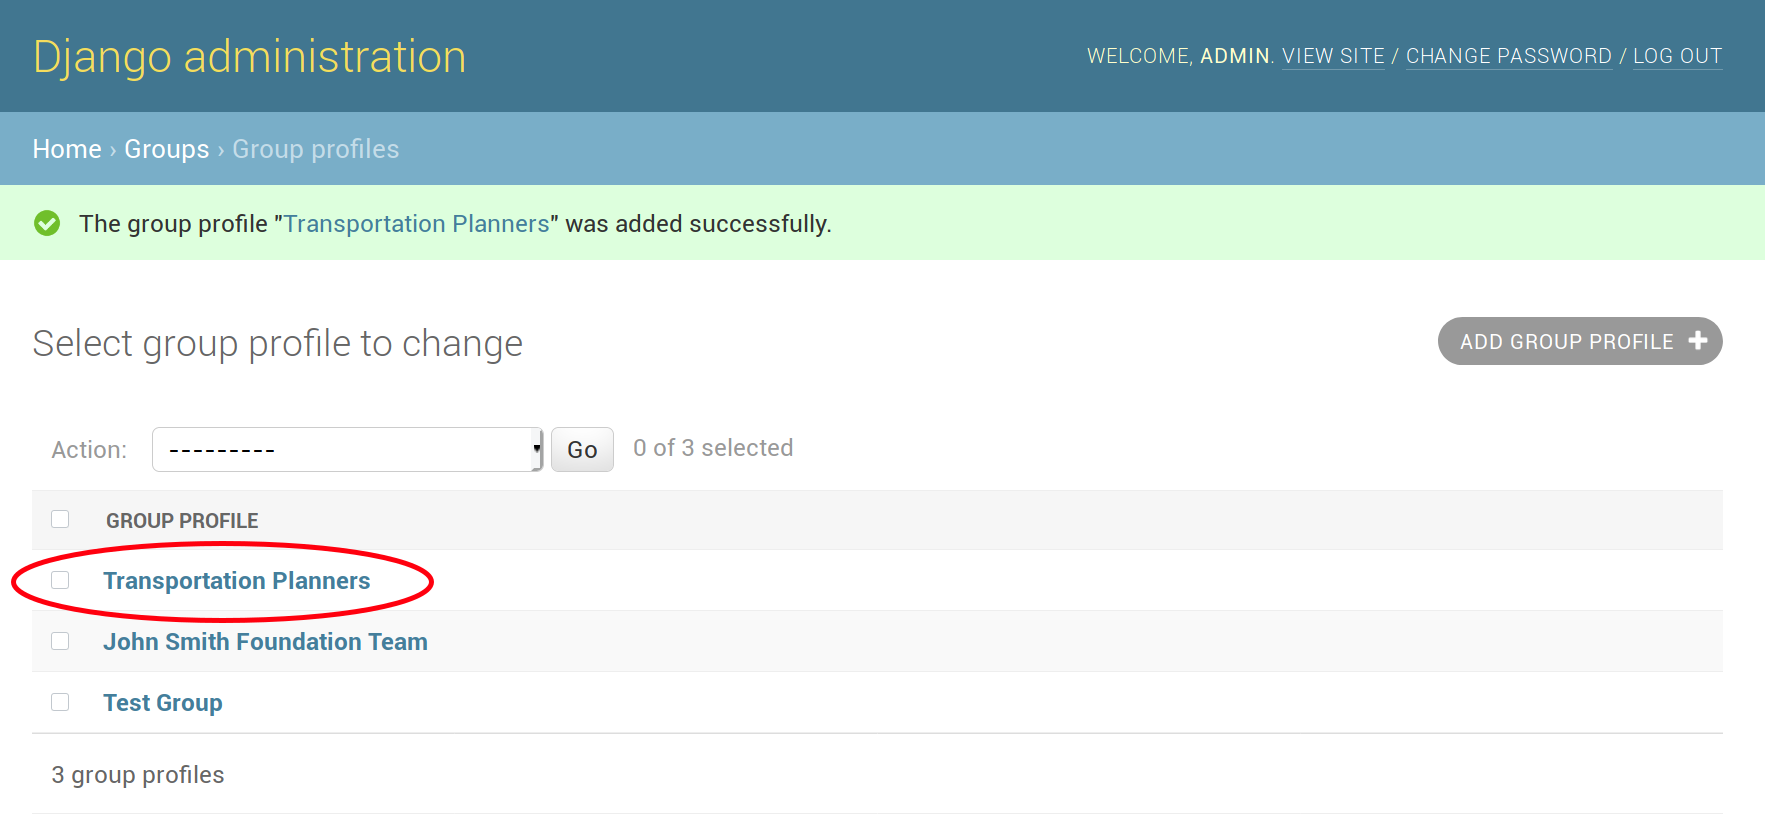 Django administration
WELCOME, ADMIN. VIEW SITE / CHANGE PASSWORD / LOG OUT
Home › Groups › Group profiles
The group profile "Transportation Planners" was added successfully.
Select group profile to change
ADD GROUP PROFILE
Action: --------- Go 0 of 3 selected
GROUP PROFILE
Transportation Planners
John Smith Foundation Team
Test Group
3 group profiles